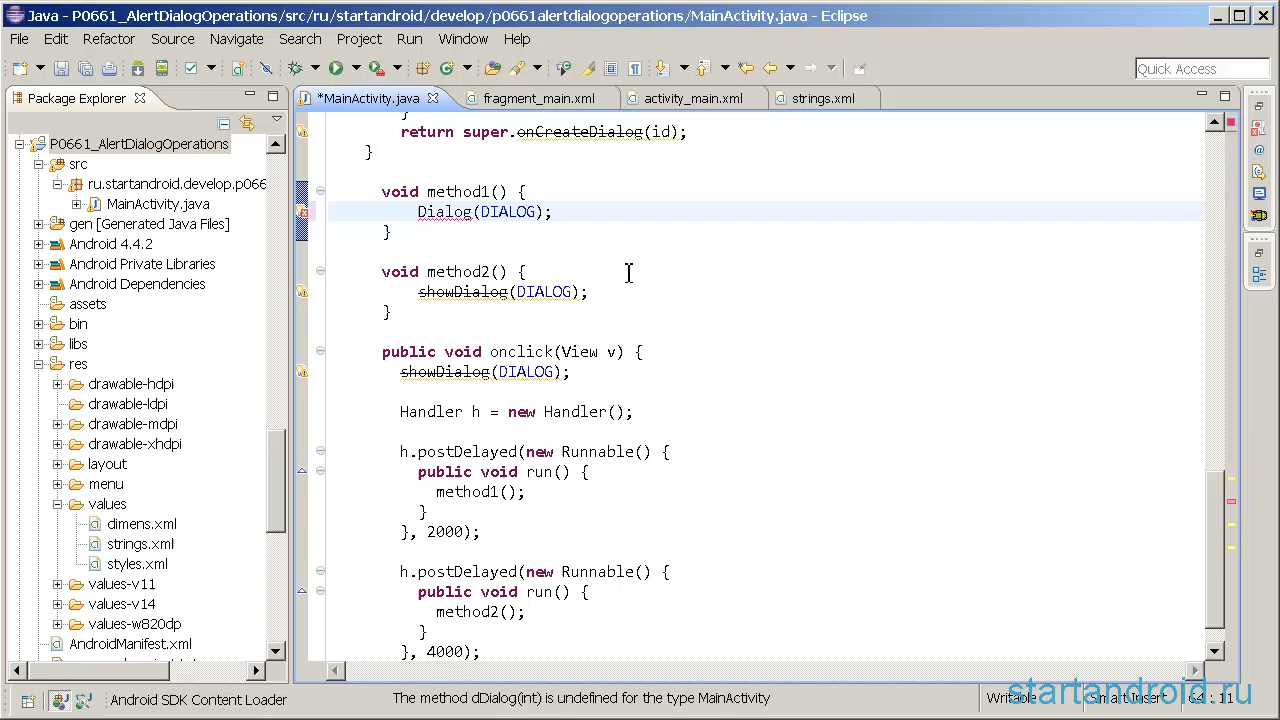 Java - P0661_AlertDialogOperations/src/ru/startandroid/develop/p0661alertdialogoperations/MainActivity.java - Eclipse
File Edit Refactor Source Navigate Search Project Run Window Help
Quick Access
Package Explorer
*MainActivity.java fragment_main.xml activity_main.xml strings.xml
P0661_AlertDialogOperations
src
ru.startandroid.develop.p066
MainActivity.java
gen [Generated Java Files]
Android 4.4.2
Android Private Libraries
Android Dependencies
assets
bin
libs
res
drawable-hdpi
drawable-ldpi
drawable-mdpi
drawable-xhdpi
layout
menu
values
dimens.xml
strings.xml
styles.xml
values-v11
values-v14
values-w820dp
AndroidManifest.xml
}
return super.onCreateDialog(id);
}
void method1() {
Dialog(DIALOG);
}
void method2() {
showDialog(DIALOG);
}
public void onclick(View v) {
showDialog(DIALOG);
Handler h = new Handler();
h.postDelayed(new Runnable() {
public void run() {
method1();
}
}, 2000);
h.postDelayed(new Runnable() {
public void run() {
method2();
}
}, 4000);
Android SDK Content Loader
The method dDialog(int) is undefined for the type MainActivity
Writable
startandroid.ru